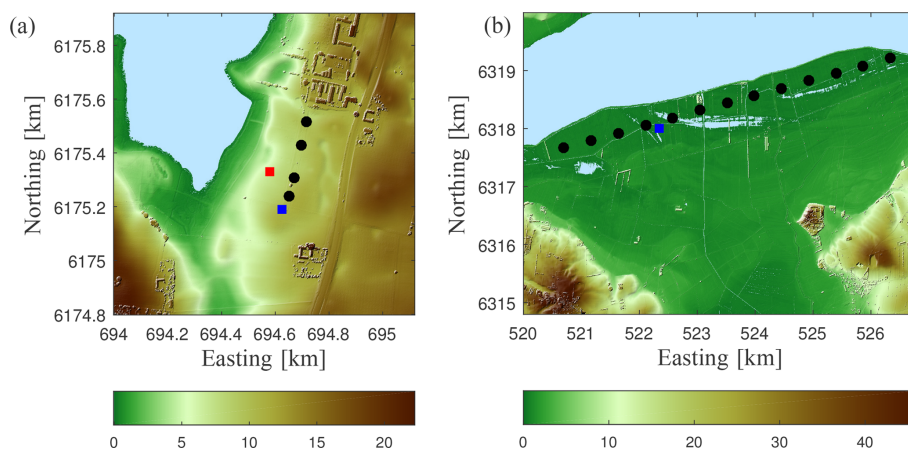 (a)
6175.8
6175.6
6175.4
6175.2
6175
6174.8
Northing [km]
694 694.2 694.4 694.6 694.8 695
Easting [km]
0 5 10 15 20
(b)
6319
6318
6317
6316
6315
Northing [km]
520 521 522 523 524 525 526
Easting [km]
0 10 20 30 40